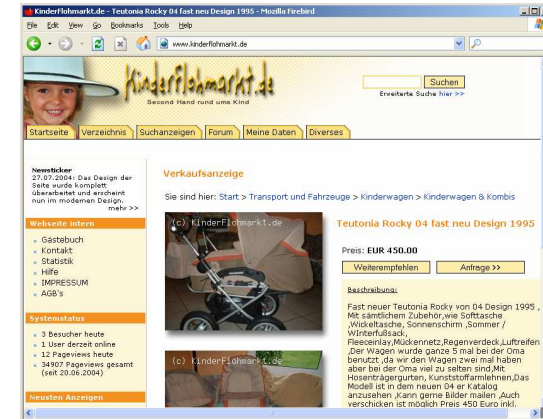 KinderFlohmarkt.de - Teutonia Rocky 04 fast neu Design 1995 - Mozilla Firebird
File Edit View Go Bookmarks Tools Help
www.kinderflohmarkt.de
KinderFlohmarkt.de
Second Hand rund ums Kind
Suchen
Erweiterte Suche hier >>
Startseite Verzeichnis Suchanzeigen Forum Meine Daten Diverses
Newsticker
27.07.2004: Das Design der
Seite wurde komplett
überarbeitet und erscheint
nun im modernen Design.
mehr >>
Webseite intern
Gästebuch
Kontakt
Statistik
Hilfe
IMPRESSUM
AGB's
Systemstatus
3 Besucher heute
1 User derzeit online
12 Pageviews heute
34907 Pageviews gesamt
(seit 20.06.2004)
Neusten Anzeigen
Verkaufsanzeige
Sie sind hier: Start > Transport und Fahrzeuge > Kinderwagen > Kinderwagen & Kombis
(c) KinderFlohmarkt.de
(c) KinderFlohmarkt.de
Teutonia Rocky 04 fast neu Design 1995
Preis: EUR 450.00
Weiterempfehlen Anfrage >>
Beschreibung:
Fast neuer Teutonia Rocky von 04 Design 1995 ,
Mit sämtlichem Zubehör,wie Softtasche
,Wickeltasche, Sonnenschirm ,Sommer /
Winterfußsack,
Fleeceinlay,Mückennetz,Regenverdeck,Luftreifen
,Der Wagen wurde ganze 5 mal bei der Oma
benutzt ,da wir den Wagen zwei mal haben
aber bei der Oma viel zu selten sind,Mit
Hosenträgergurten, Kunststoffarmlehnen,Das
Modell ist in dem neuen 04 er Katalog
anzusehen ,Kann gerne Bilder mailen ,Auch
verschicken ist möglich Preis 450 Euro inkl.